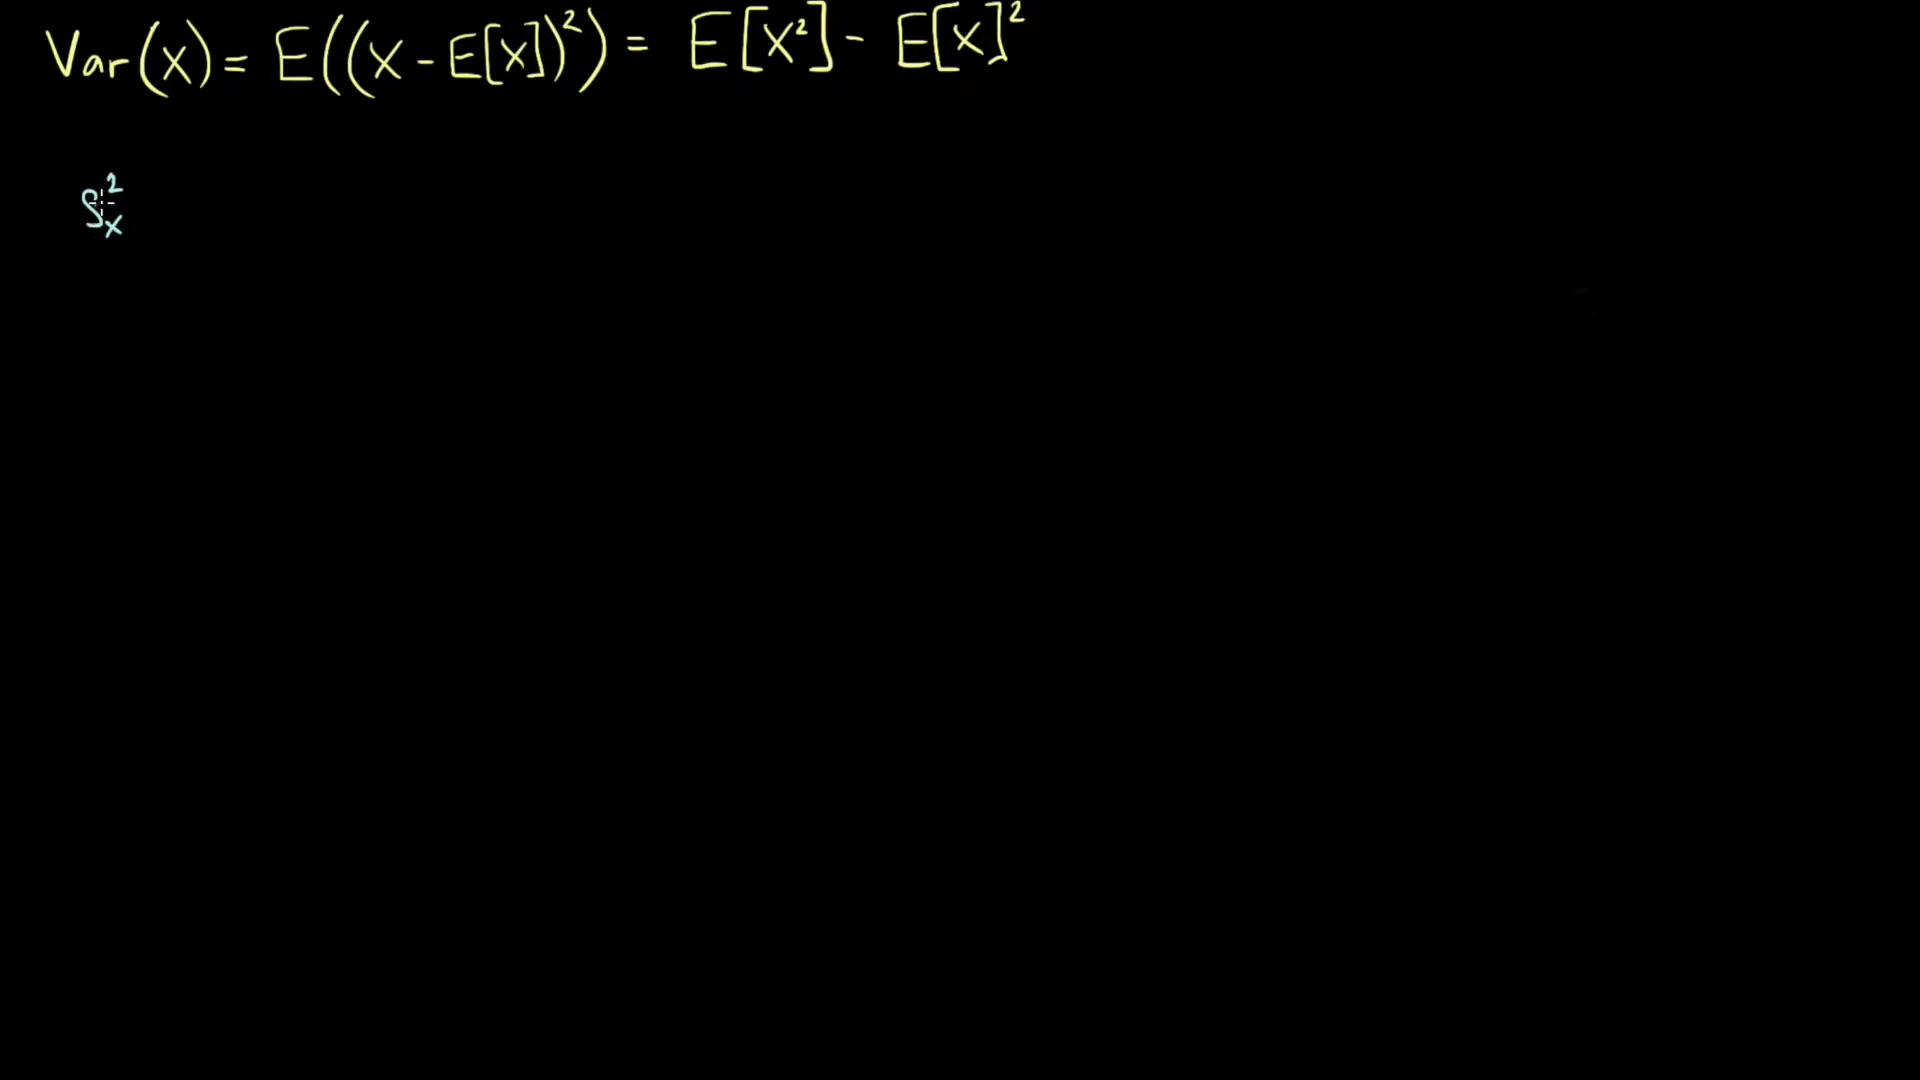 Var(X) = E((X - E[X])²) = E[X²] - E[X]²
S²ₓ